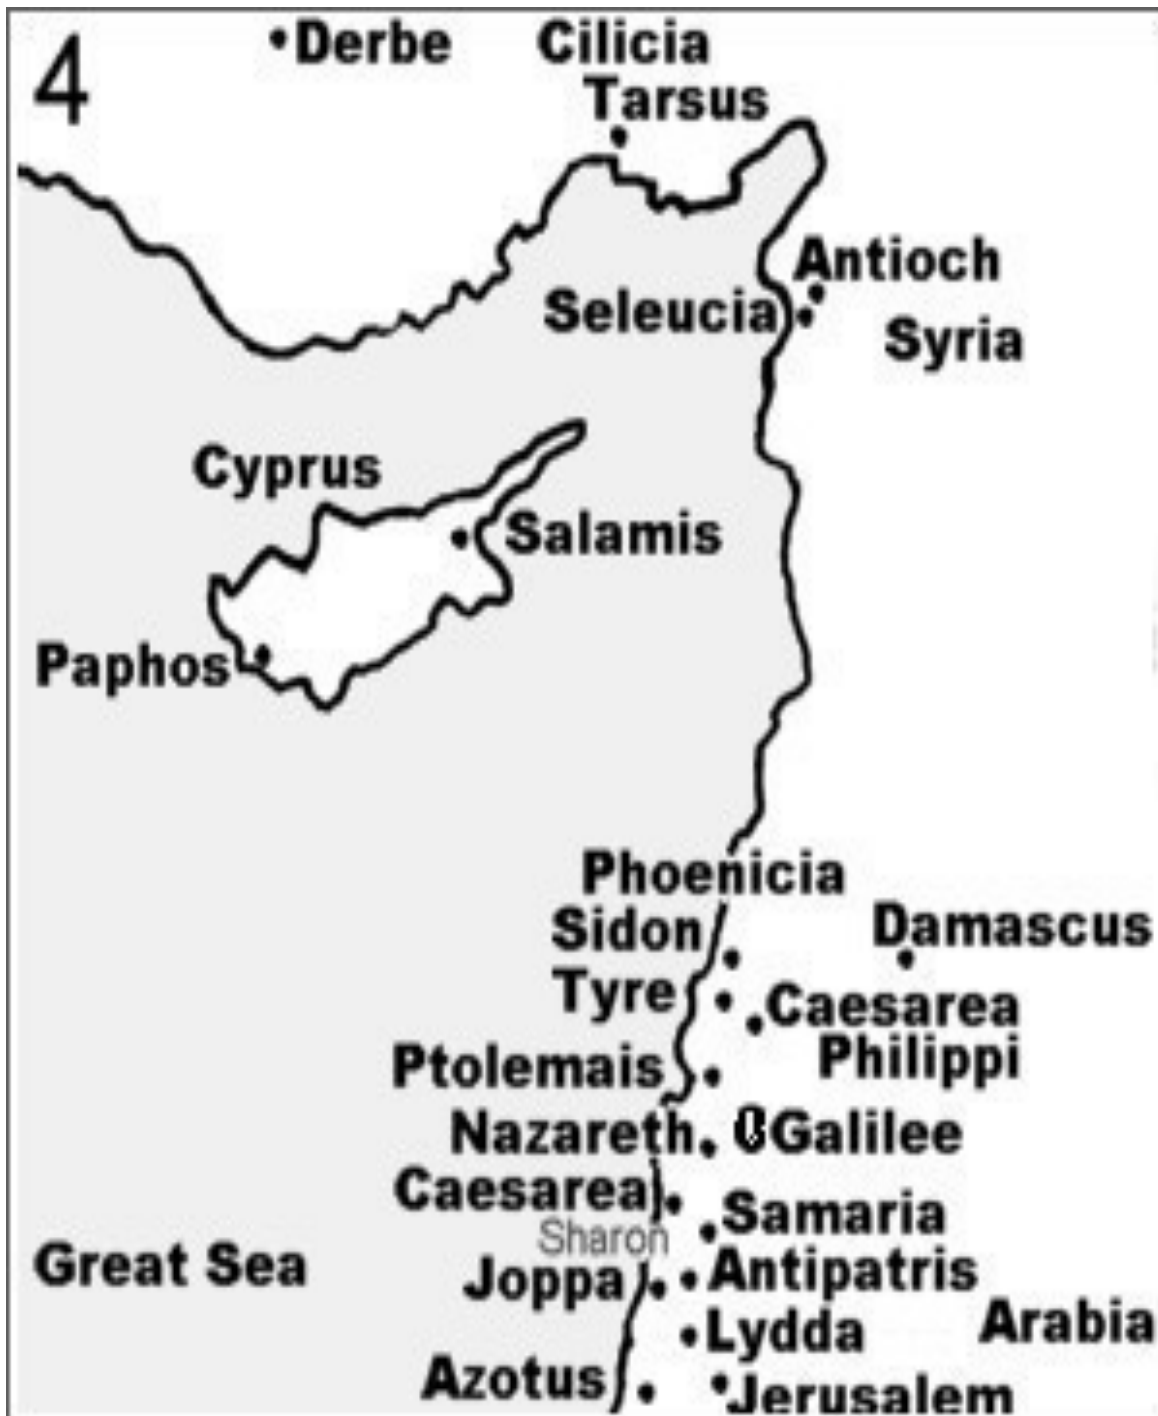 4
Derbe
Cilicia
Tarsus
Antioch
Seleucia
Syria
Cyprus
Salamis
Paphos
Phoenicia
Sidon
Damascus
Tyre
Caesarea
Philippi
Ptolemais
Nazareth
Galilee
Caesarea
Samaria
Sharon
Great Sea
Joppa
Antipatris
Arabia
Lydda
Azotus
Jerusalem